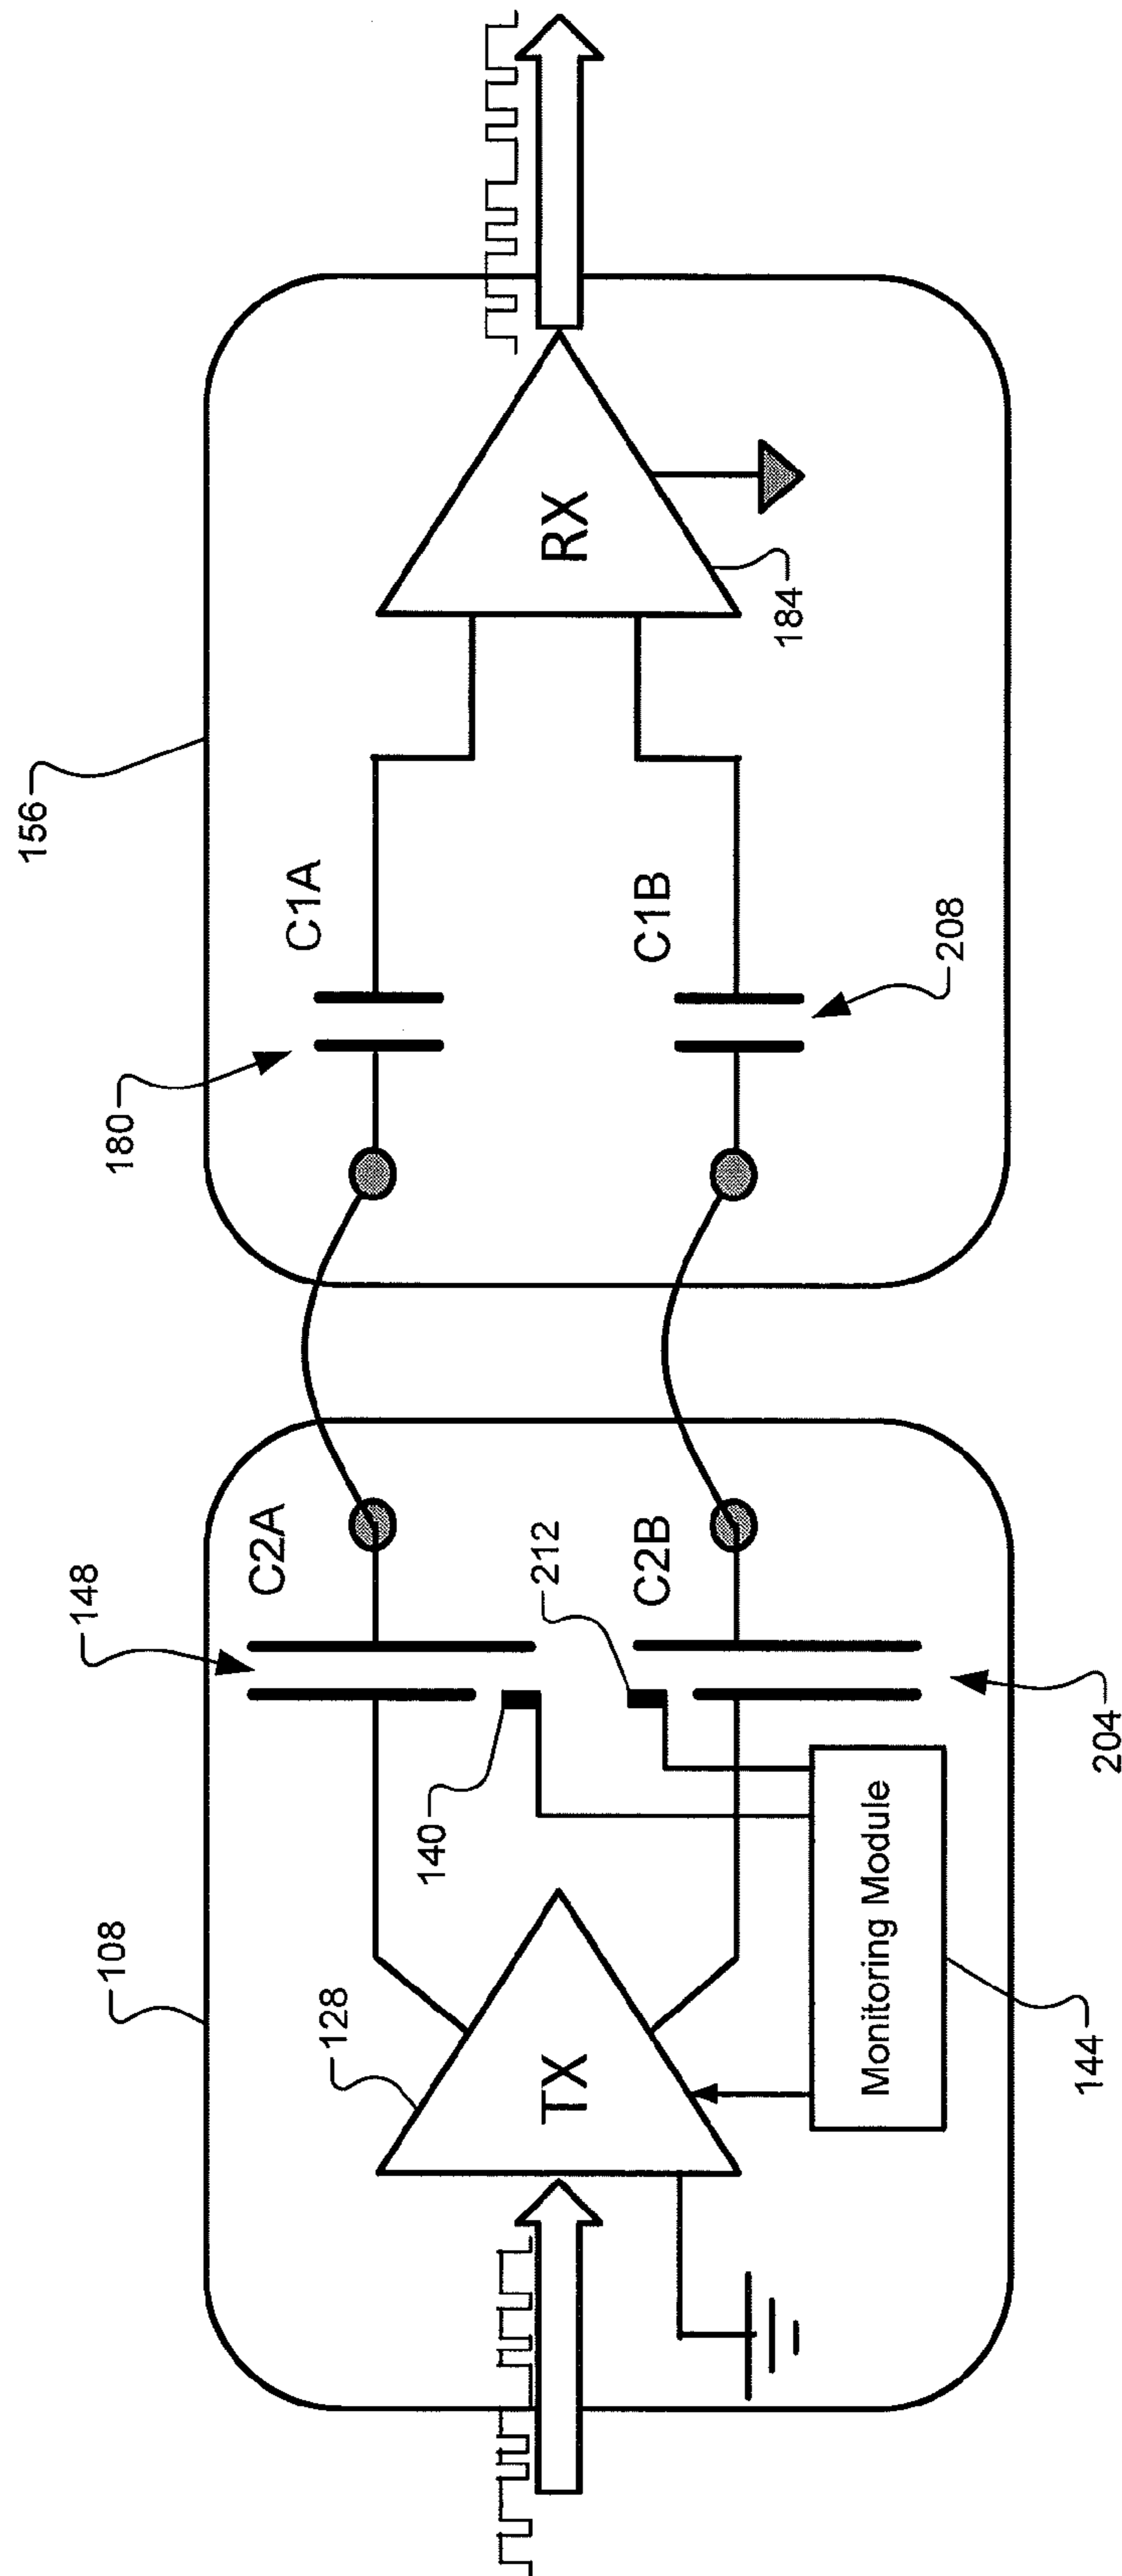 156
180
C1A
RX
184
C1B
208
108
148
C2A
128
TX
140
212
C2B
Monitoring Module
144
204